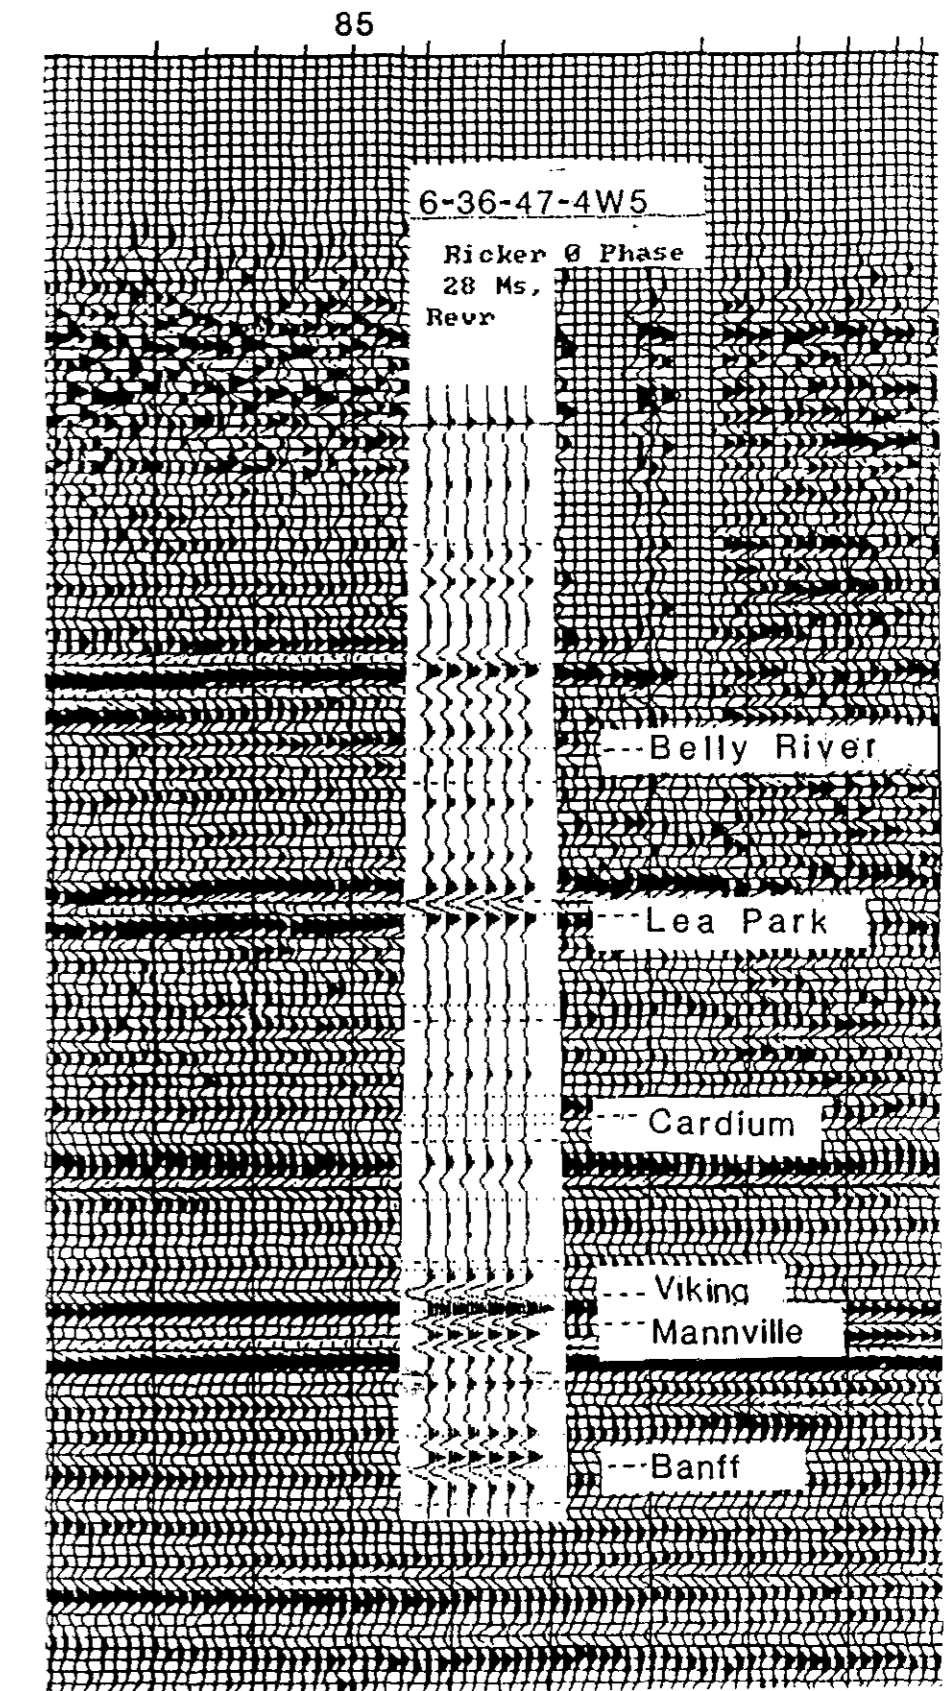 85
6-36-47-4W5
Ricker 0 Phase
28 Ms,
Revr
---Belly River
---Lea Park
---Cardium
---Viking
---Mannville
---Banff